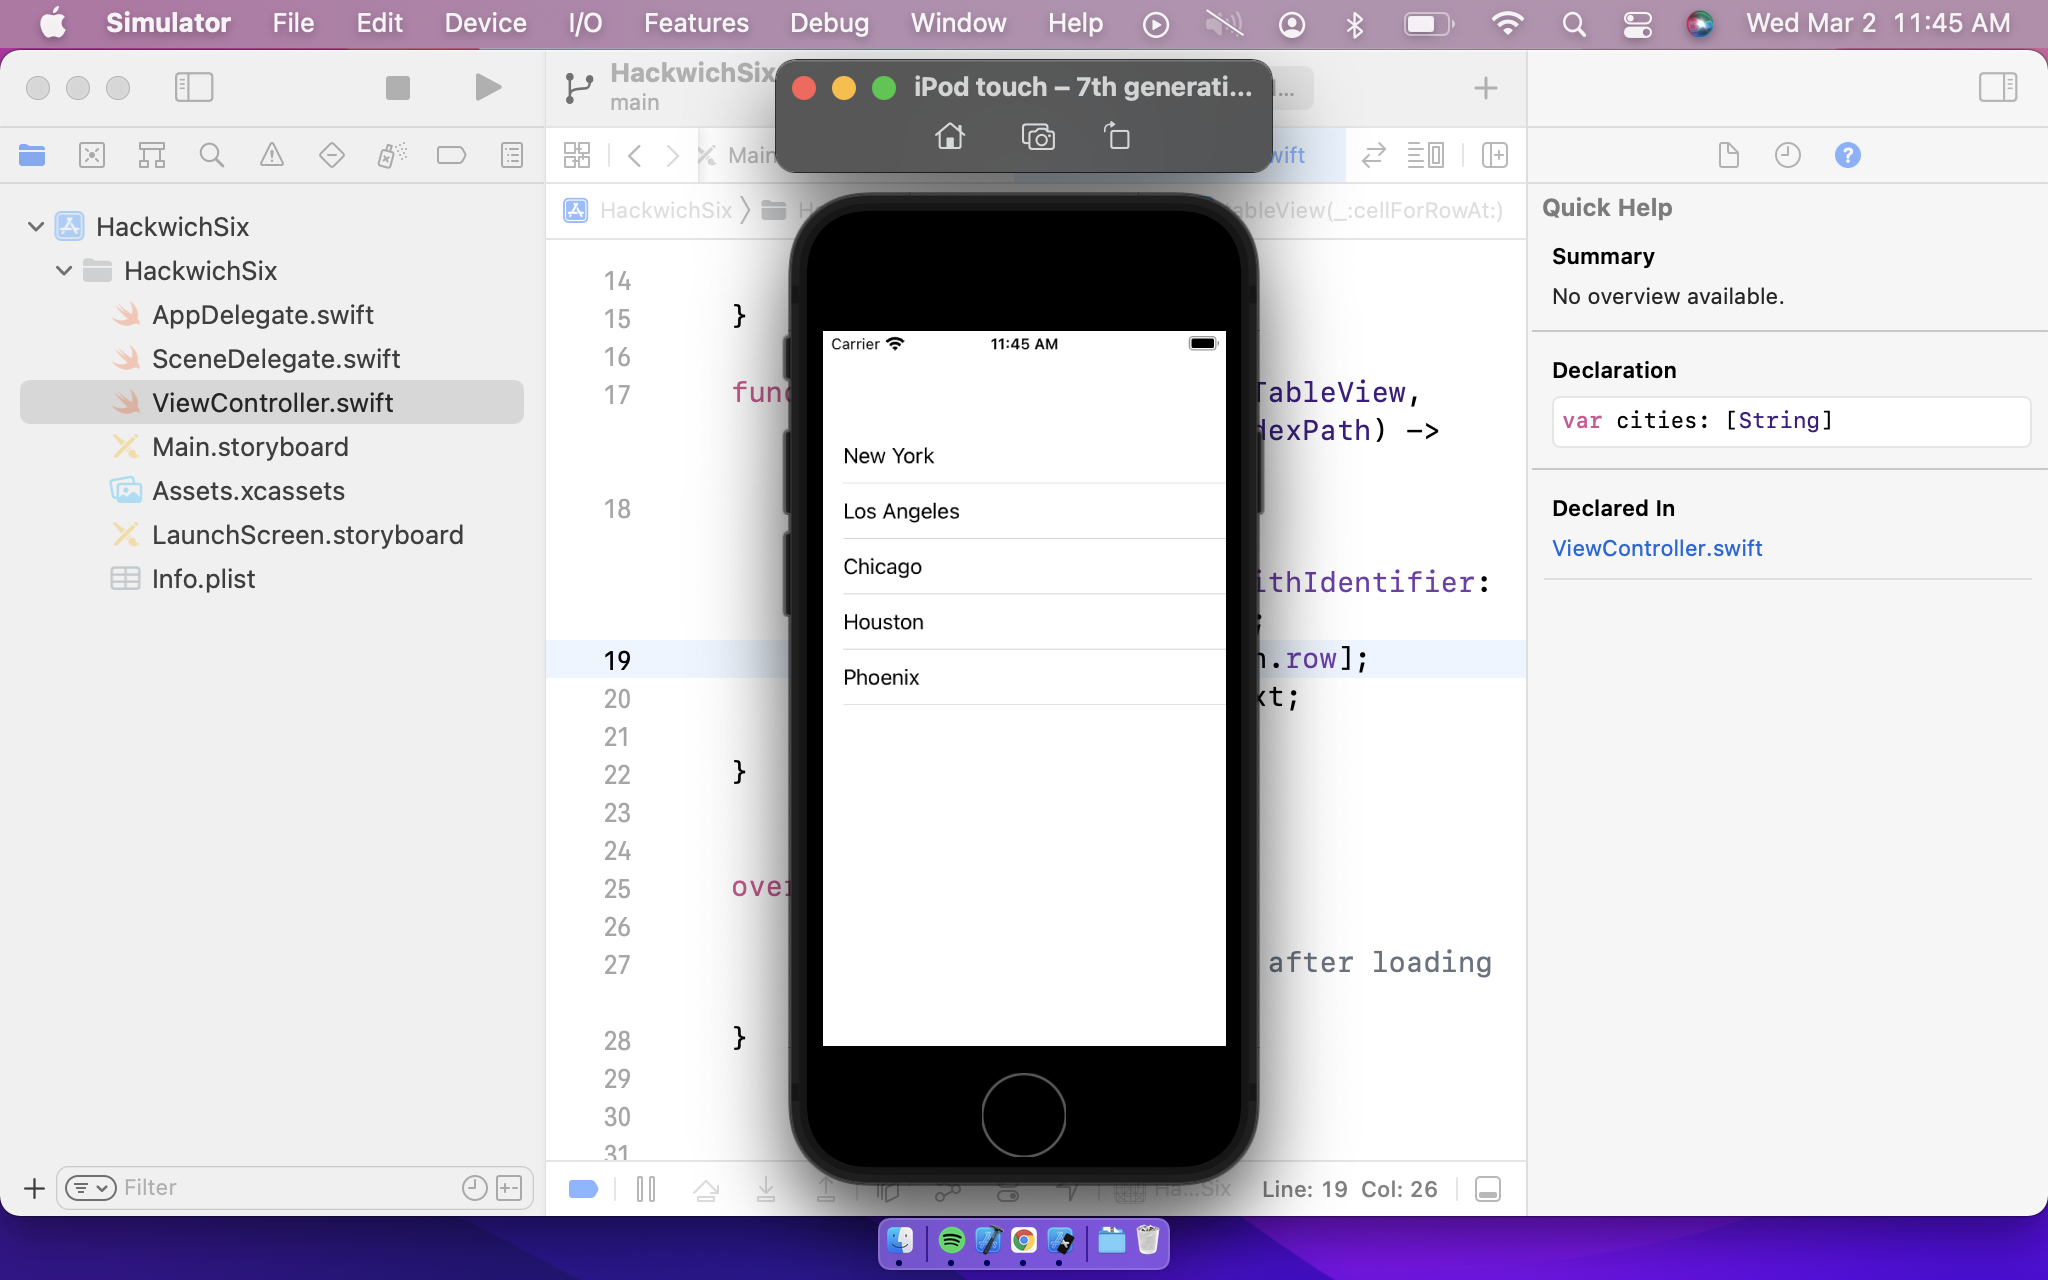 Simulator File Edit Device I/O Features Debug Window Help Wed Mar 2 11:45 AM
HackwichSix
main
iPod touch – 7th generati...
...
Main
wift
HackwichSix
tableView(_:cellForRowAt:)
HackwichSix
HackwichSix
AppDelegate.swift
SceneDelegate.swift
ViewController.swift
Main.storyboard
Assets.xcassets
LaunchScreen.storyboard
Info.plist
Filter
14
15 }
16
17 func TableView,
dexPath) ->
18
ithIdentifier:
;
19 h.row];
20 xt;
21
22 }
23
24
25 over
26
27 after loading
28 }
29
30
31
Carrier 11:45 AM
New York
Los Angeles
Chicago
Houston
Phoenix
Ha...Six Line: 19 Col: 26
Quick Help
Summary
No overview available.
Declaration
var cities: [String]
Declared In
ViewController.swift